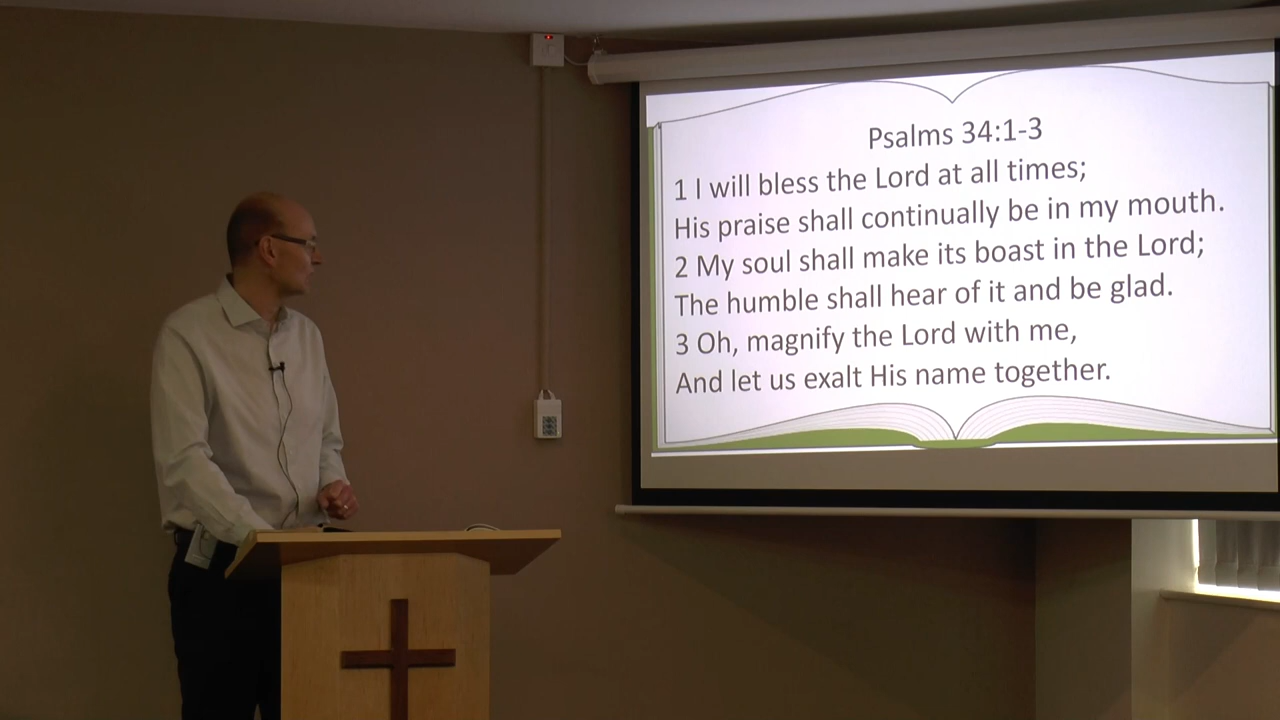 Psalms 34:1-3
1 I will bless the Lord at all times;
His praise shall continually be in my mouth.
2 My soul shall make its boast in the Lord;
The humble shall hear of it and be glad.
3 Oh, magnify the Lord with me,
And let us exalt His name together.